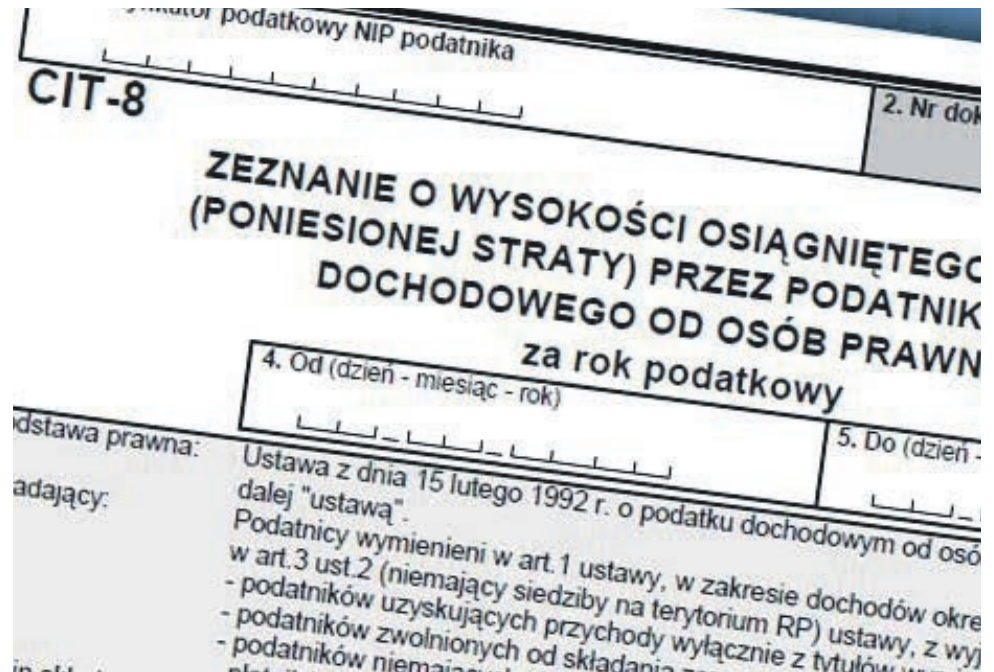 podatkowy NIP podatnika
2. Nr dok
CIT-8
ZEZNANIE O WYSOKOŚCI OSIĄGNIĘTEGO
(PONIESIONEJ STRATY) PRZEZ PODATNIK
DOCHODOWEGO OD OSÓB PRAWN
za rok podatkowy
4. Od (dzień - miesiąc - rok)
5. Do (dzień -
odstawa prawna:
Ustawa z dnia 15 lutego 1992 r. o podatku dochodowym od osó
dalej "ustawą".
adający:
Podatnicy wymienieni w art.1 ustawy, w zakresie dochodów okre
w art.3 ust.2 (niemający siedziby na terytorium RP) ustawy, z wyj
- podatników uzyskujących przychody wyłącznie z tytułów
- podatników zwolnionych od składania
- podatników niemających